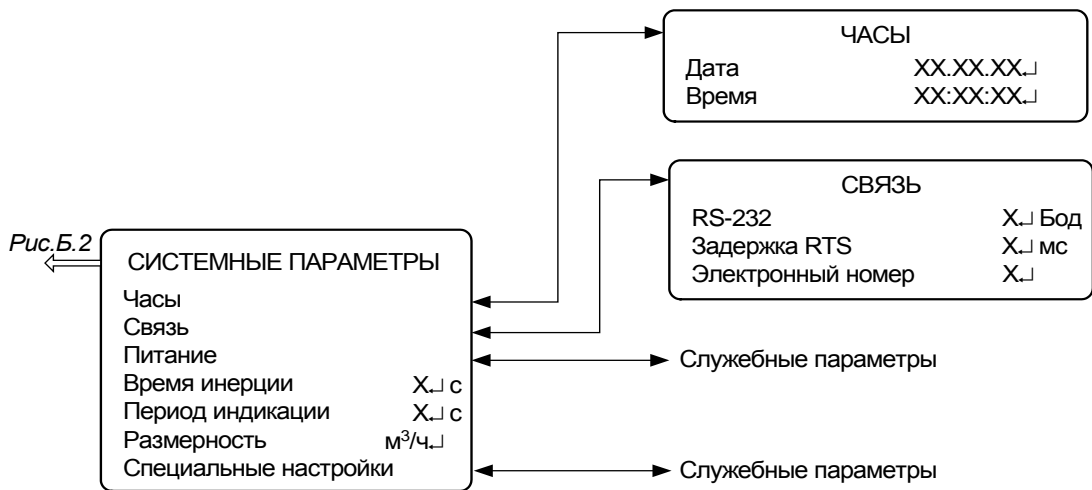 ЧАСЫ
Дата XX.XX.XX↵
Время XX:XX:XX↵
СВЯЗЬ
RS-232 X↵ Бод
Задержка RTS X↵ мс
Электронный номер X↵
Рис.Б.2
СИСТЕМНЫЕ ПАРАМЕТРЫ
Часы
Связь
Питание
Время инерции X↵ с
Период индикации X↵ с
Размерность м³/ч↵
Специальные настройки
Служебные параметры
Служебные параметры